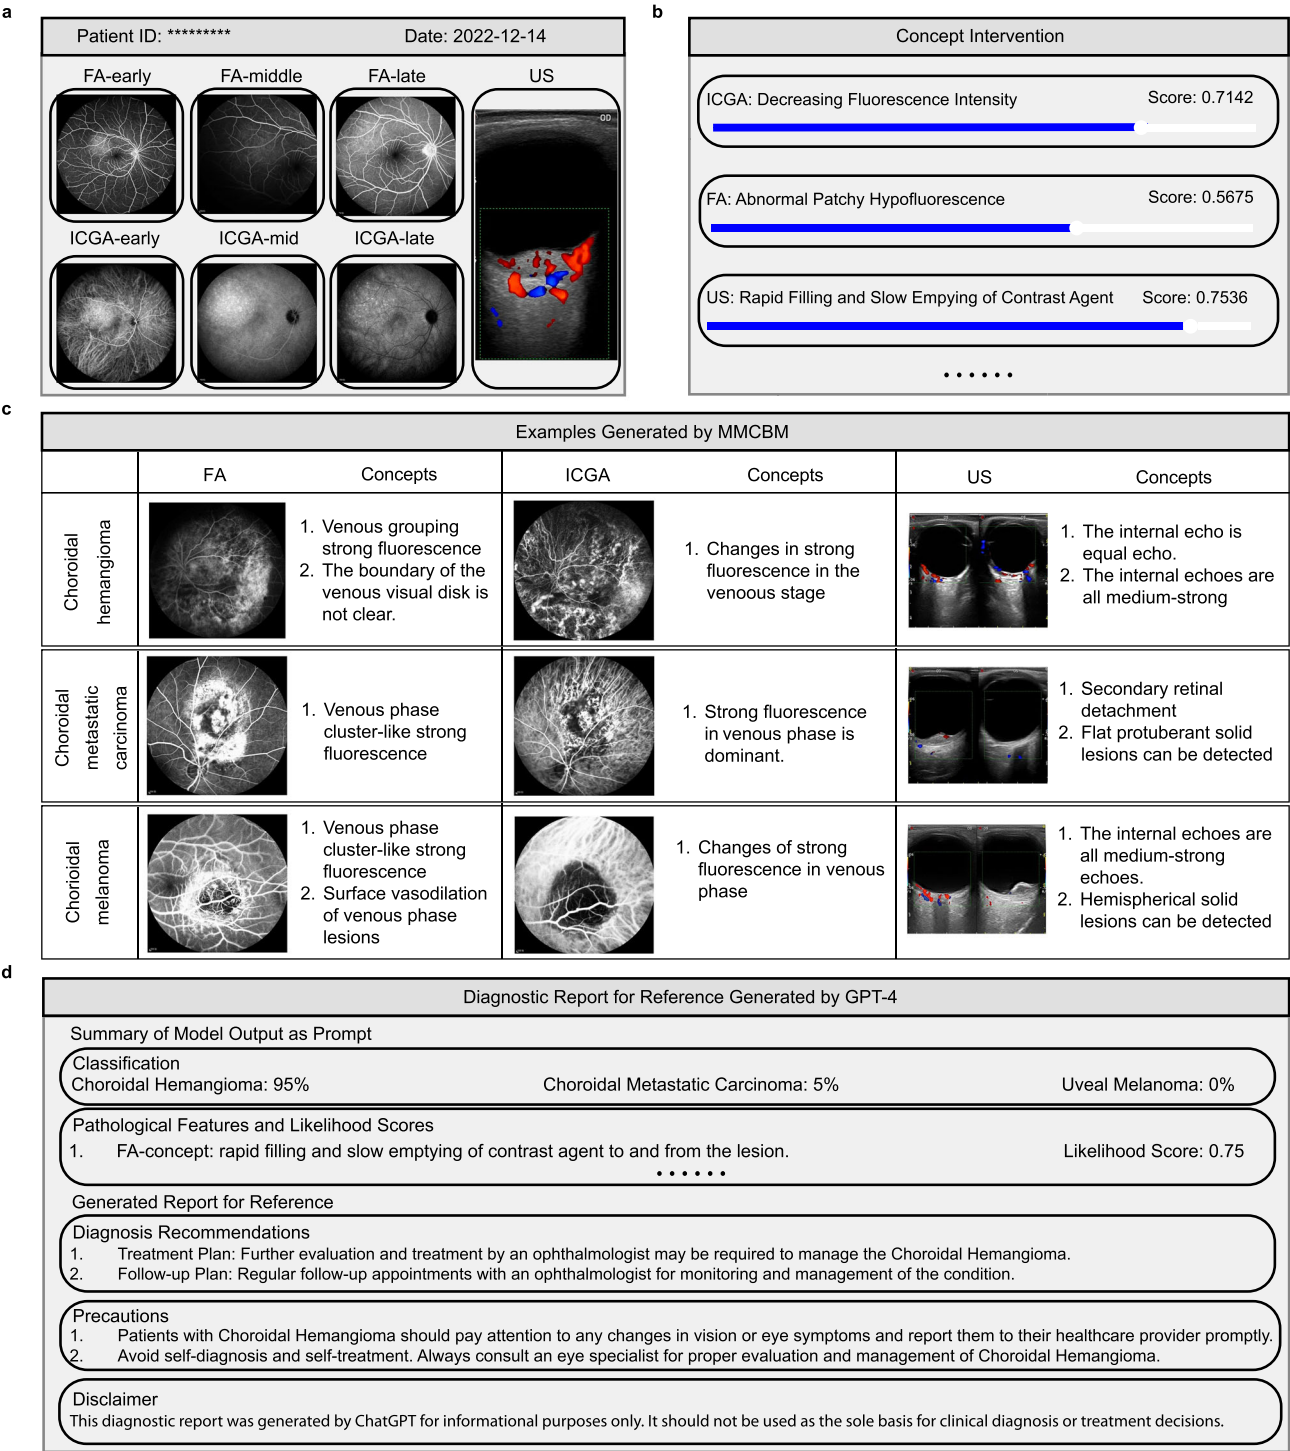 a
Patient ID: *********
Date: 2022-12-14
FA-early
FA-middle
FA-late
US
OD
ICGA-early
ICGA-mid
ICGA-late
b
Concept Intervention
ICGA: Decreasing Fluorescence Intensity
Score: 0.7142
FA: Abnormal Patchy Hypofluorescence
Score: 0.5675
US: Rapid Filling and Slow Empying of Contrast Agent
Score: 0.7536
......
c
Examples Generated by MMCBM
FA
Concepts
ICGA
Concepts
US
Concepts
Choroidal
hemangioma
1. Venous grouping
strong fluorescence
2. The boundary of the
venous visual disk is
not clear.
1. Changes in strong
fluorescence in the
venoous stage
1. The internal echo is
equal echo.
2. The internal echoes are
all medium-strong
Choroidal
metastatic
carcinoma
1. Venous phase
cluster-like strong
fluorescence
1. Strong fluorescence
in venous phase is
dominant.
1. Secondary retinal
detachment
2. Flat protuberant solid
lesions can be detected
Chorioidal
melanoma
1. Venous phase
cluster-like strong
fluorescence
2. Surface vasodilation
of venous phase
lesions
1. Changes of strong
fluorescence in venous
phase
1. The internal echoes are
all medium-strong
echoes.
2. Hemispherical solid
lesions can be detected
d
Diagnostic Report for Reference Generated by GPT-4
Summary of Model Output as Prompt
Classification
Choroidal Hemangioma: 95%
Choroidal Metastatic Carcinoma: 5%
Uveal Melanoma: 0%
Pathological Features and Likelihood Scores
1. FA-concept: rapid filling and slow emptying of contrast agent to and from the lesion.
Likelihood Score: 0.75
......
Generated Report for Reference
Diagnosis Recommendations
1. Treatment Plan: Further evaluation and treatment by an ophthalmologist may be required to manage the Choroidal Hemangioma.
2. Follow-up Plan: Regular follow-up appointments with an ophthalmologist for monitoring and management of the condition.
Precautions
1. Patients with Choroidal Hemangioma should pay attention to any changes in vision or eye symptoms and report them to their healthcare provider promptly.
2. Avoid self-diagnosis and self-treatment. Always consult an eye specialist for proper evaluation and management of Choroidal Hemangioma.
Disclaimer
This diagnostic report was generated by ChatGPT for informational purposes only. It should not be used as the sole basis for clinical diagnosis or treatment decisions.